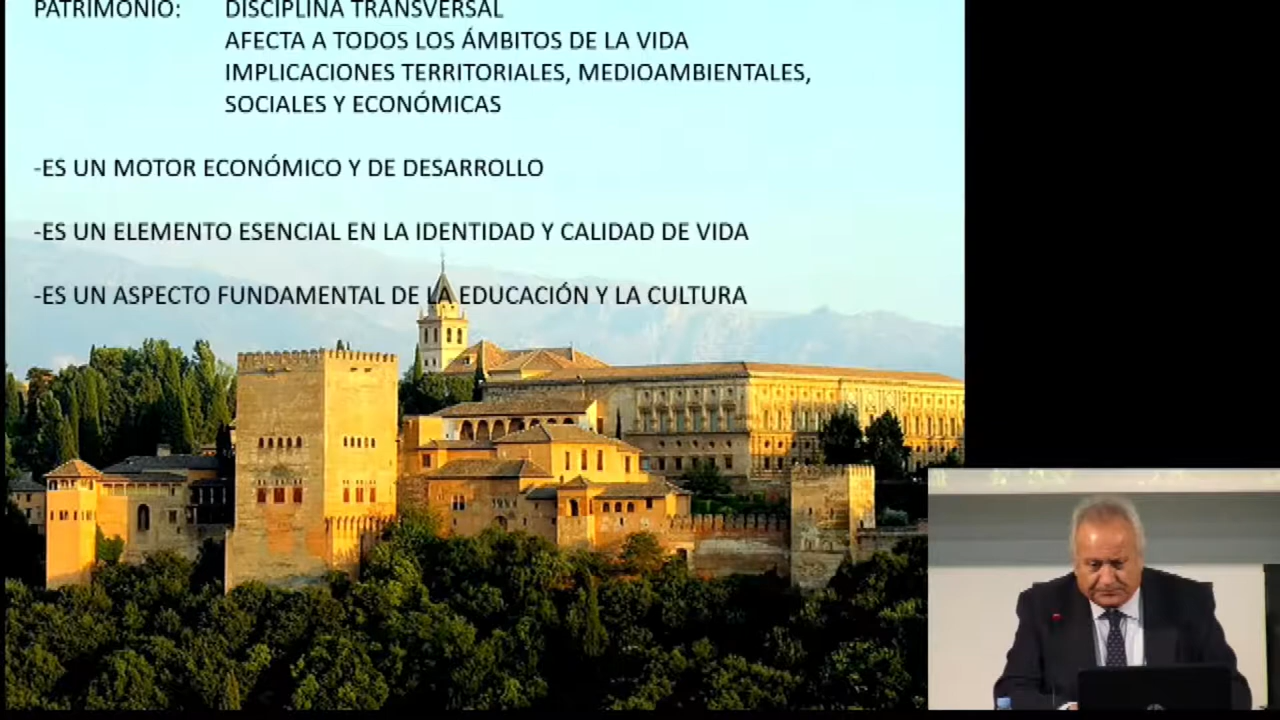 PATRIMONIO: DISCIPLINA TRANSVERSAL
AFECTA A TODOS LOS ÁMBITOS DE LA VIDA
IMPLICACIONES TERRITORIALES, MEDIOAMBIENTALES,
SOCIALES Y ECONÓMICAS
-ES UN MOTOR ECONÓMICO Y DE DESARROLLO
-ES UN ELEMENTO ESENCIAL EN LA IDENTIDAD Y CALIDAD DE VIDA
-ES UN ASPECTO FUNDAMENTAL DE LA EDUCACIÓN Y LA CULTURA